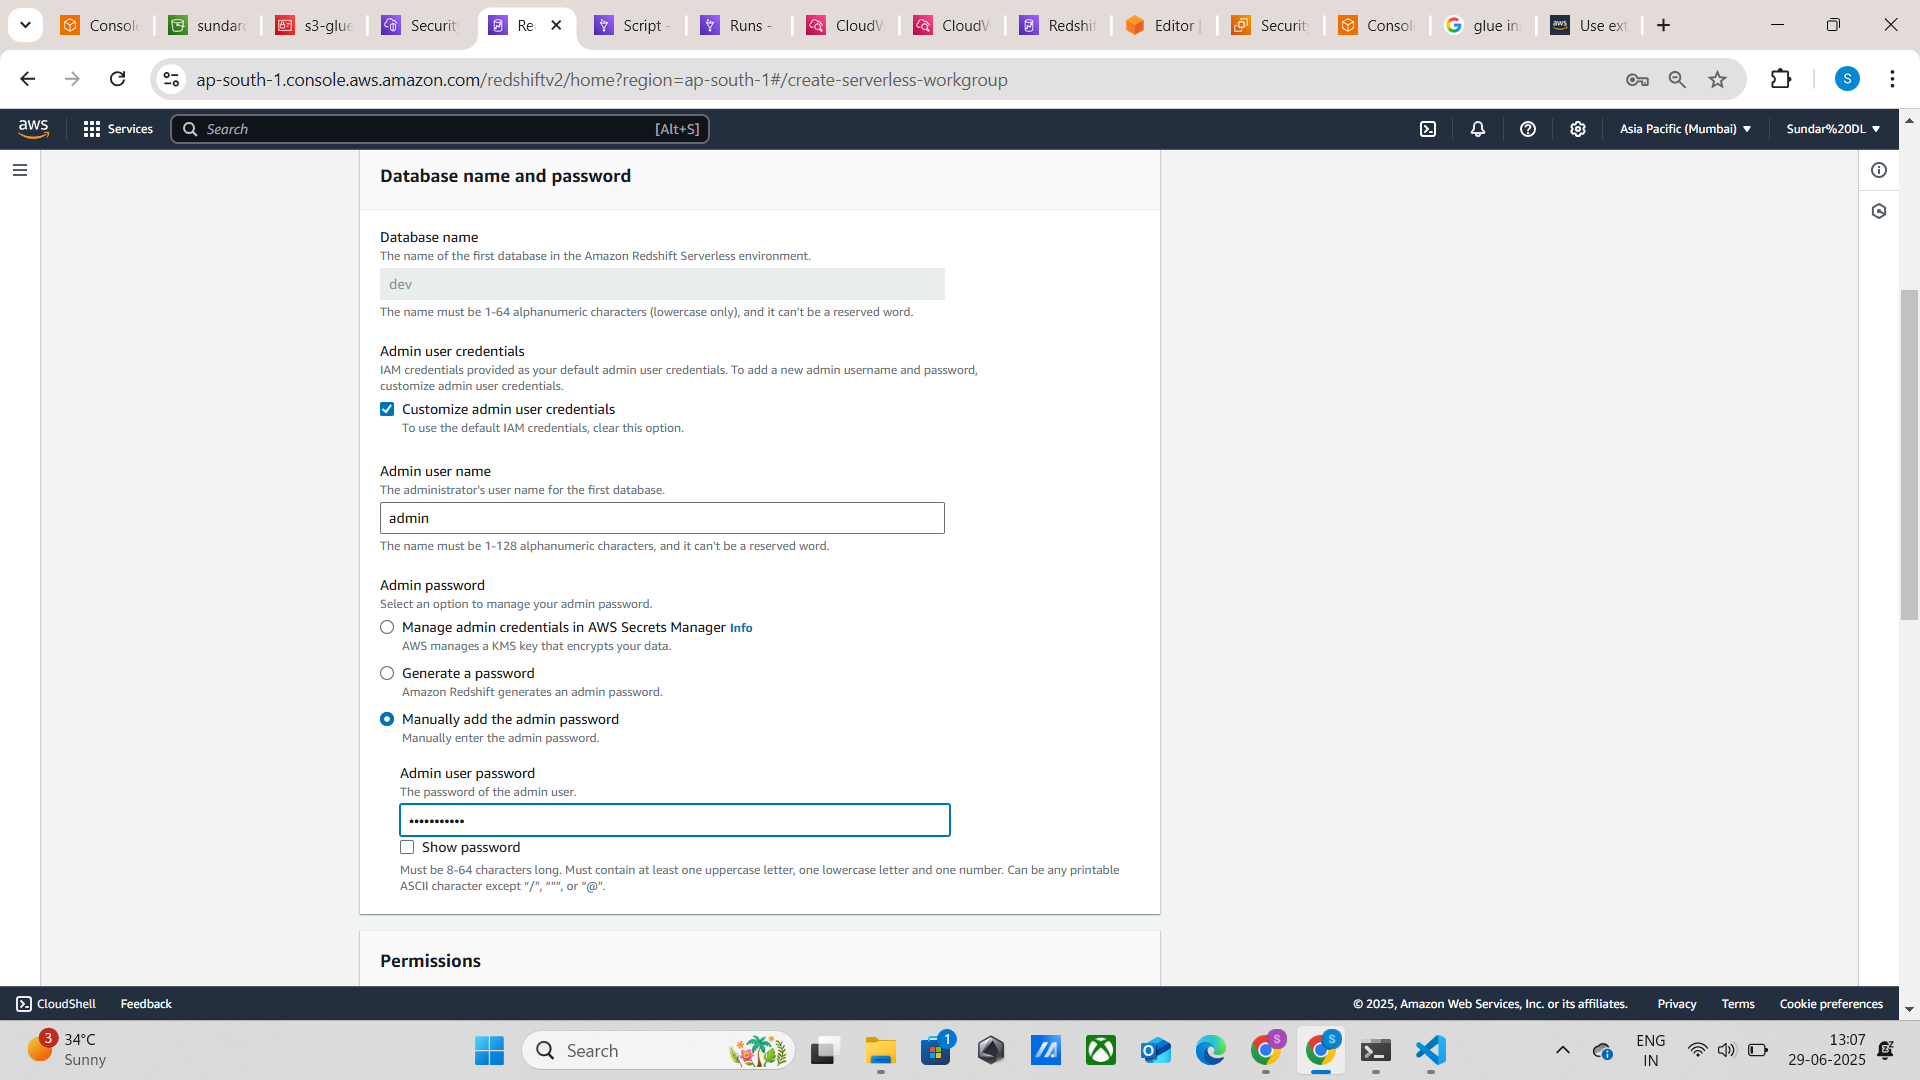 Console
sundar
s3-glue
Security
Re
Script -
Runs -
CloudW
CloudW
Redshift
Editor |
Security
Console
glue in
Use ext
ap-south-1.console.aws.amazon.com/redshiftv2/home?region=ap-south-1#/create-serverless-workgroup
S
aws
Services
Search
[Alt+S]
Asia Pacific (Mumbai) ▼
Sundar%20DL ▼
Database name and password
Database name
The name of the first database in the Amazon Redshift Serverless environment.
dev
The name must be 1-64 alphanumeric characters (lowercase only), and it can't be a reserved word.
Admin user credentials
IAM credentials provided as your default admin user credentials. To add a new admin username and password,
customize admin user credentials.
Customize admin user credentials
To use the default IAM credentials, clear this option.
Admin user name
The administrator's user name for the first database.
admin
The name must be 1-128 alphanumeric characters, and it can't be a reserved word.
Admin password
Select an option to manage your admin password.
Manage admin credentials in AWS Secrets Manager Info
AWS manages a KMS key that encrypts your data.
Generate a password
Amazon Redshift generates an admin password.
Manually add the admin password
Manually enter the admin password.
Admin user password
The password of the admin user.
•••••••••••
Show password
Must be 8-64 characters long. Must contain at least one uppercase letter, one lowercase letter and one number. Can be any printable
ASCII character except “/”, “"”, or “@”.
Permissions
CloudShell
Feedback
© 2025, Amazon Web Services, Inc. or its affiliates.
Privacy
Terms
Cookie preferences
3
34°C
Sunny
Search
1
S
S
ENG
IN
13:07
29-06-2025